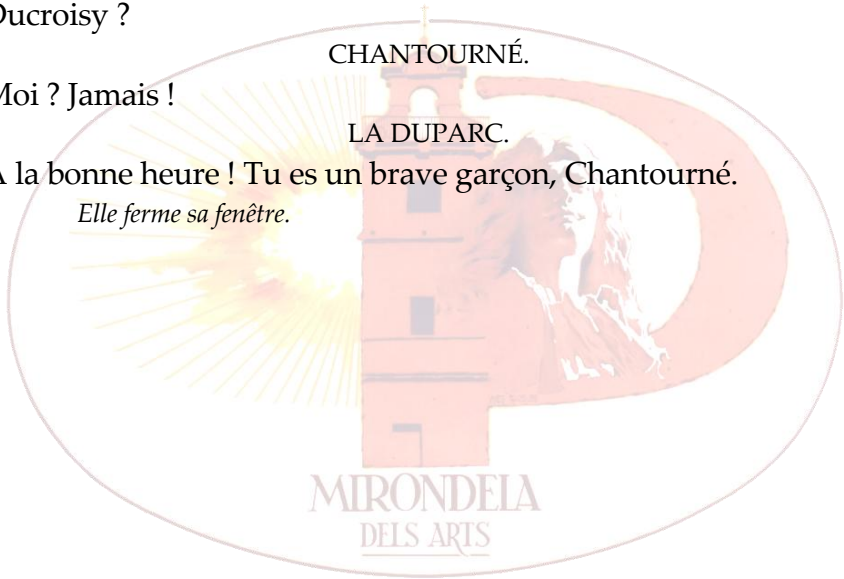 Ducroisy ?
CHANTOURNÉ.
Moi ? Jamais !
LA DUPARC.
A la bonne heure ! Tu es un brave garçon, Chantourné.
Elle ferme sa fenêtre.
MIRONDELA
DELS ARTS